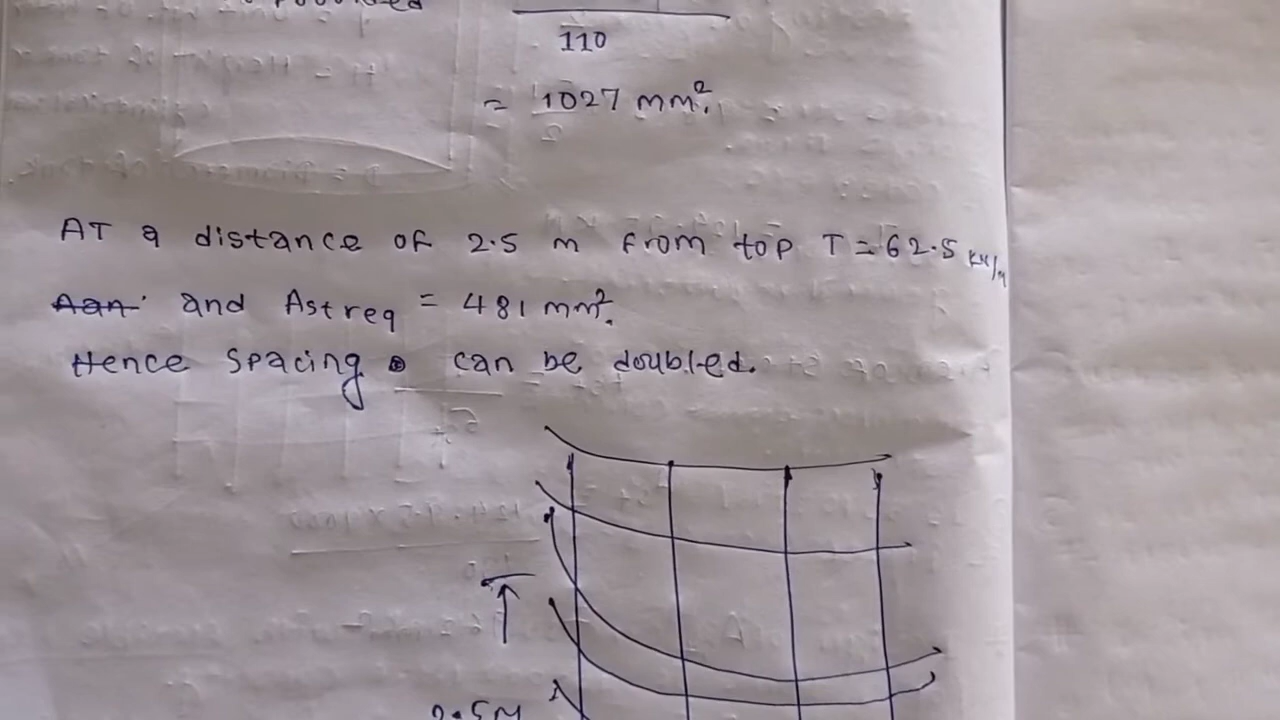 110
= 1027 mm².
2
AT a distance of 2.5 m from top T = 62.5 KN/m
and Ast req = 481 mm².
Hence spacing can be doubled.
2.5M